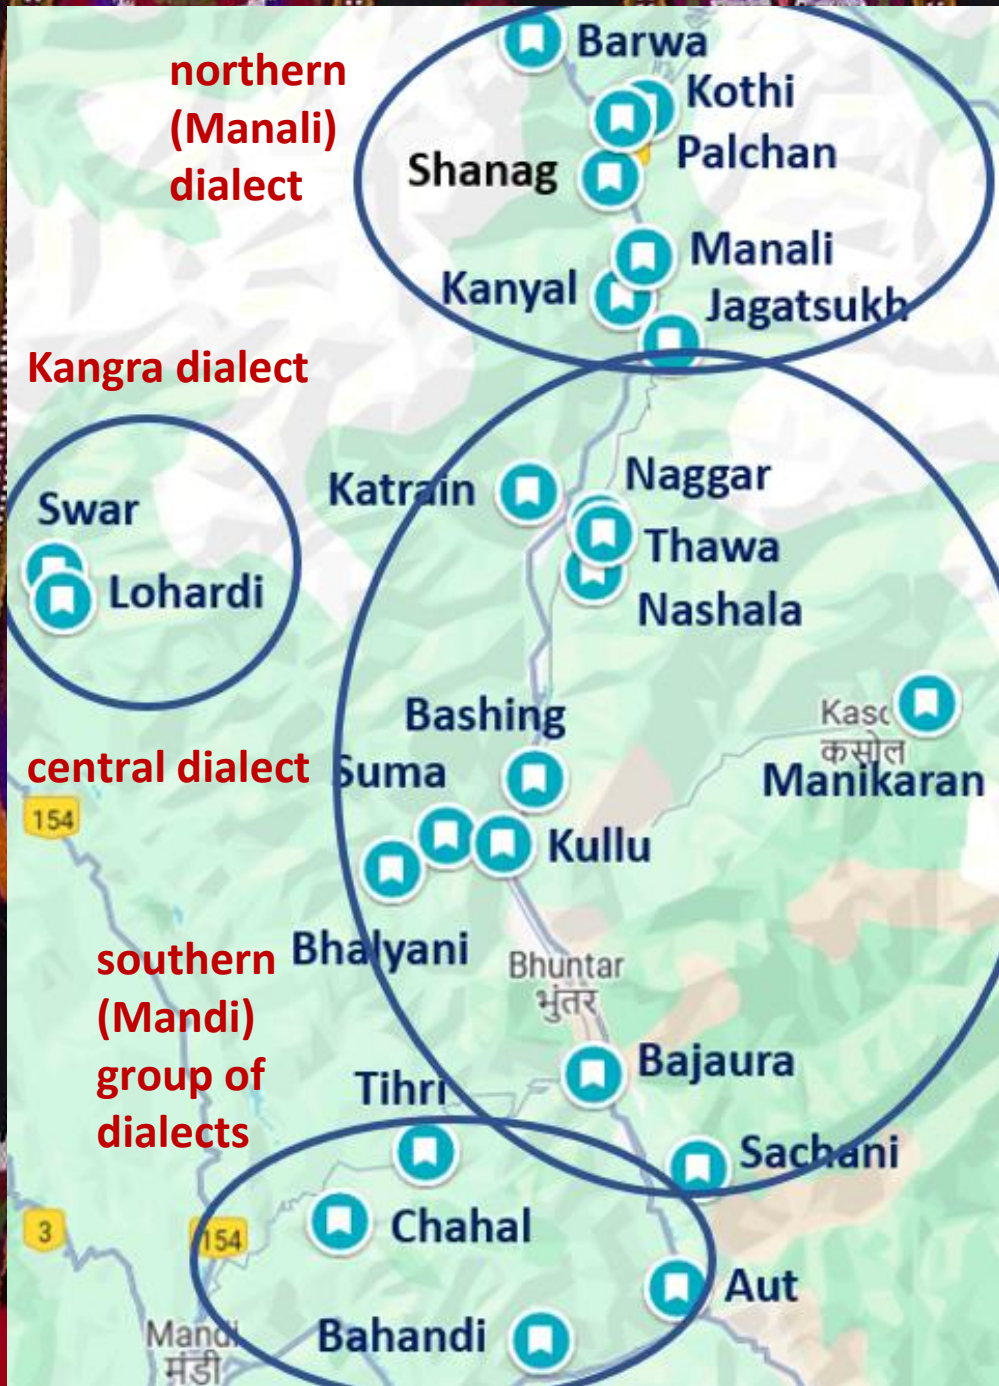 Barwa
northern
(Manali)
dialect
Kothi
Palchan
Shanag
Manali
Kanyal
Jagatsukh
Kangra dialect
Katrain
Naggar
Swar
Thawa
Lohardi
Nashala
Bashing
Kaso
कसोल
central dialect
Suma
Manikaran
154
Kullu
southern
(Mandi)
group of
dialects
Bhalyani
Bhuntar
भुंतर
Bajaura
Tihri
Sachani
Chahal
3
154
Aut
Mandi
मंडी
Bahandi